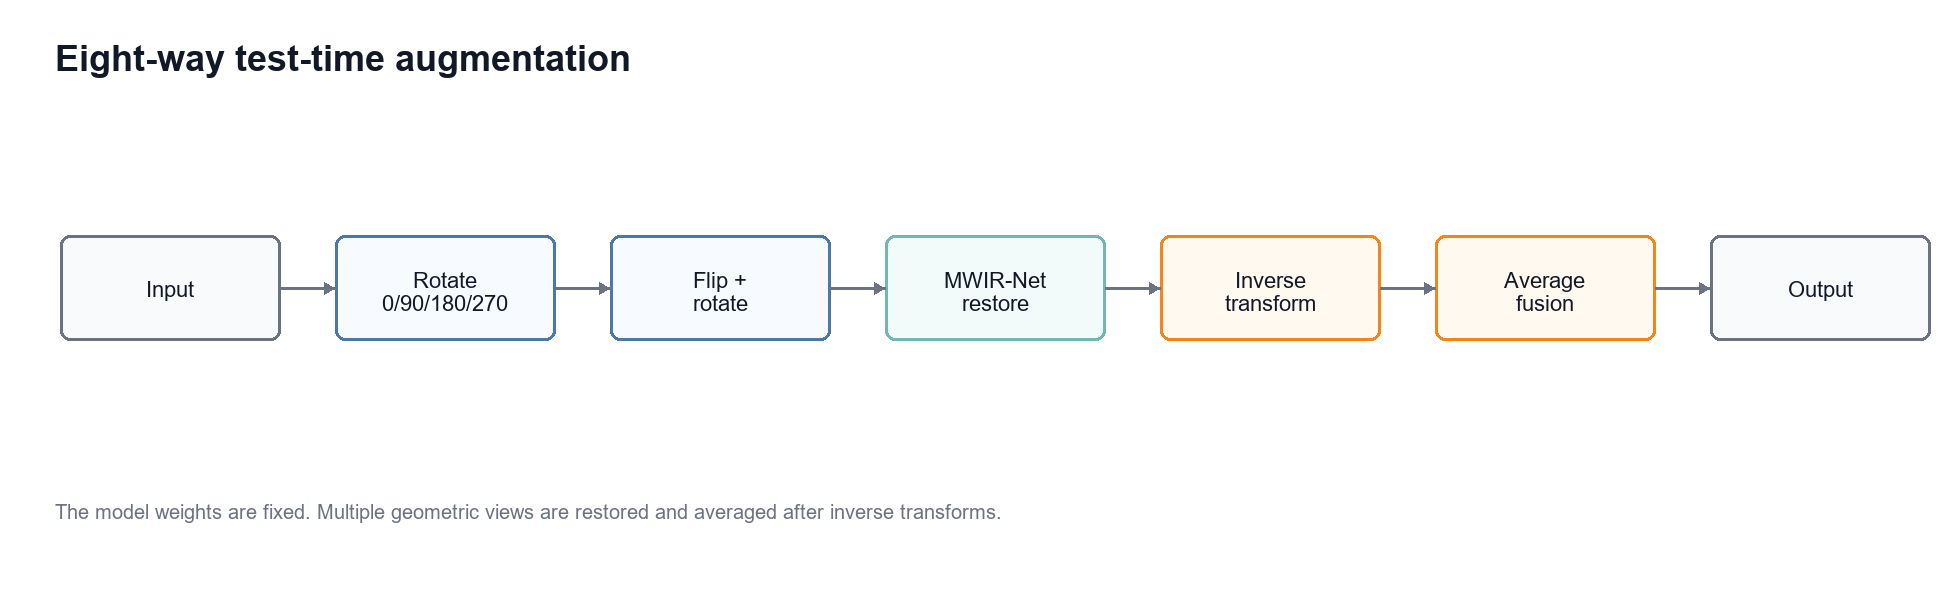 Eight-way test-time augmentation
Input
Rotate
0/90/180/270
Flip +
rotate
MWIR-Net
restore
Inverse
transform
Average
fusion
Output
The model weights are fixed. Multiple geometric views are restored and averaged after inverse transforms.